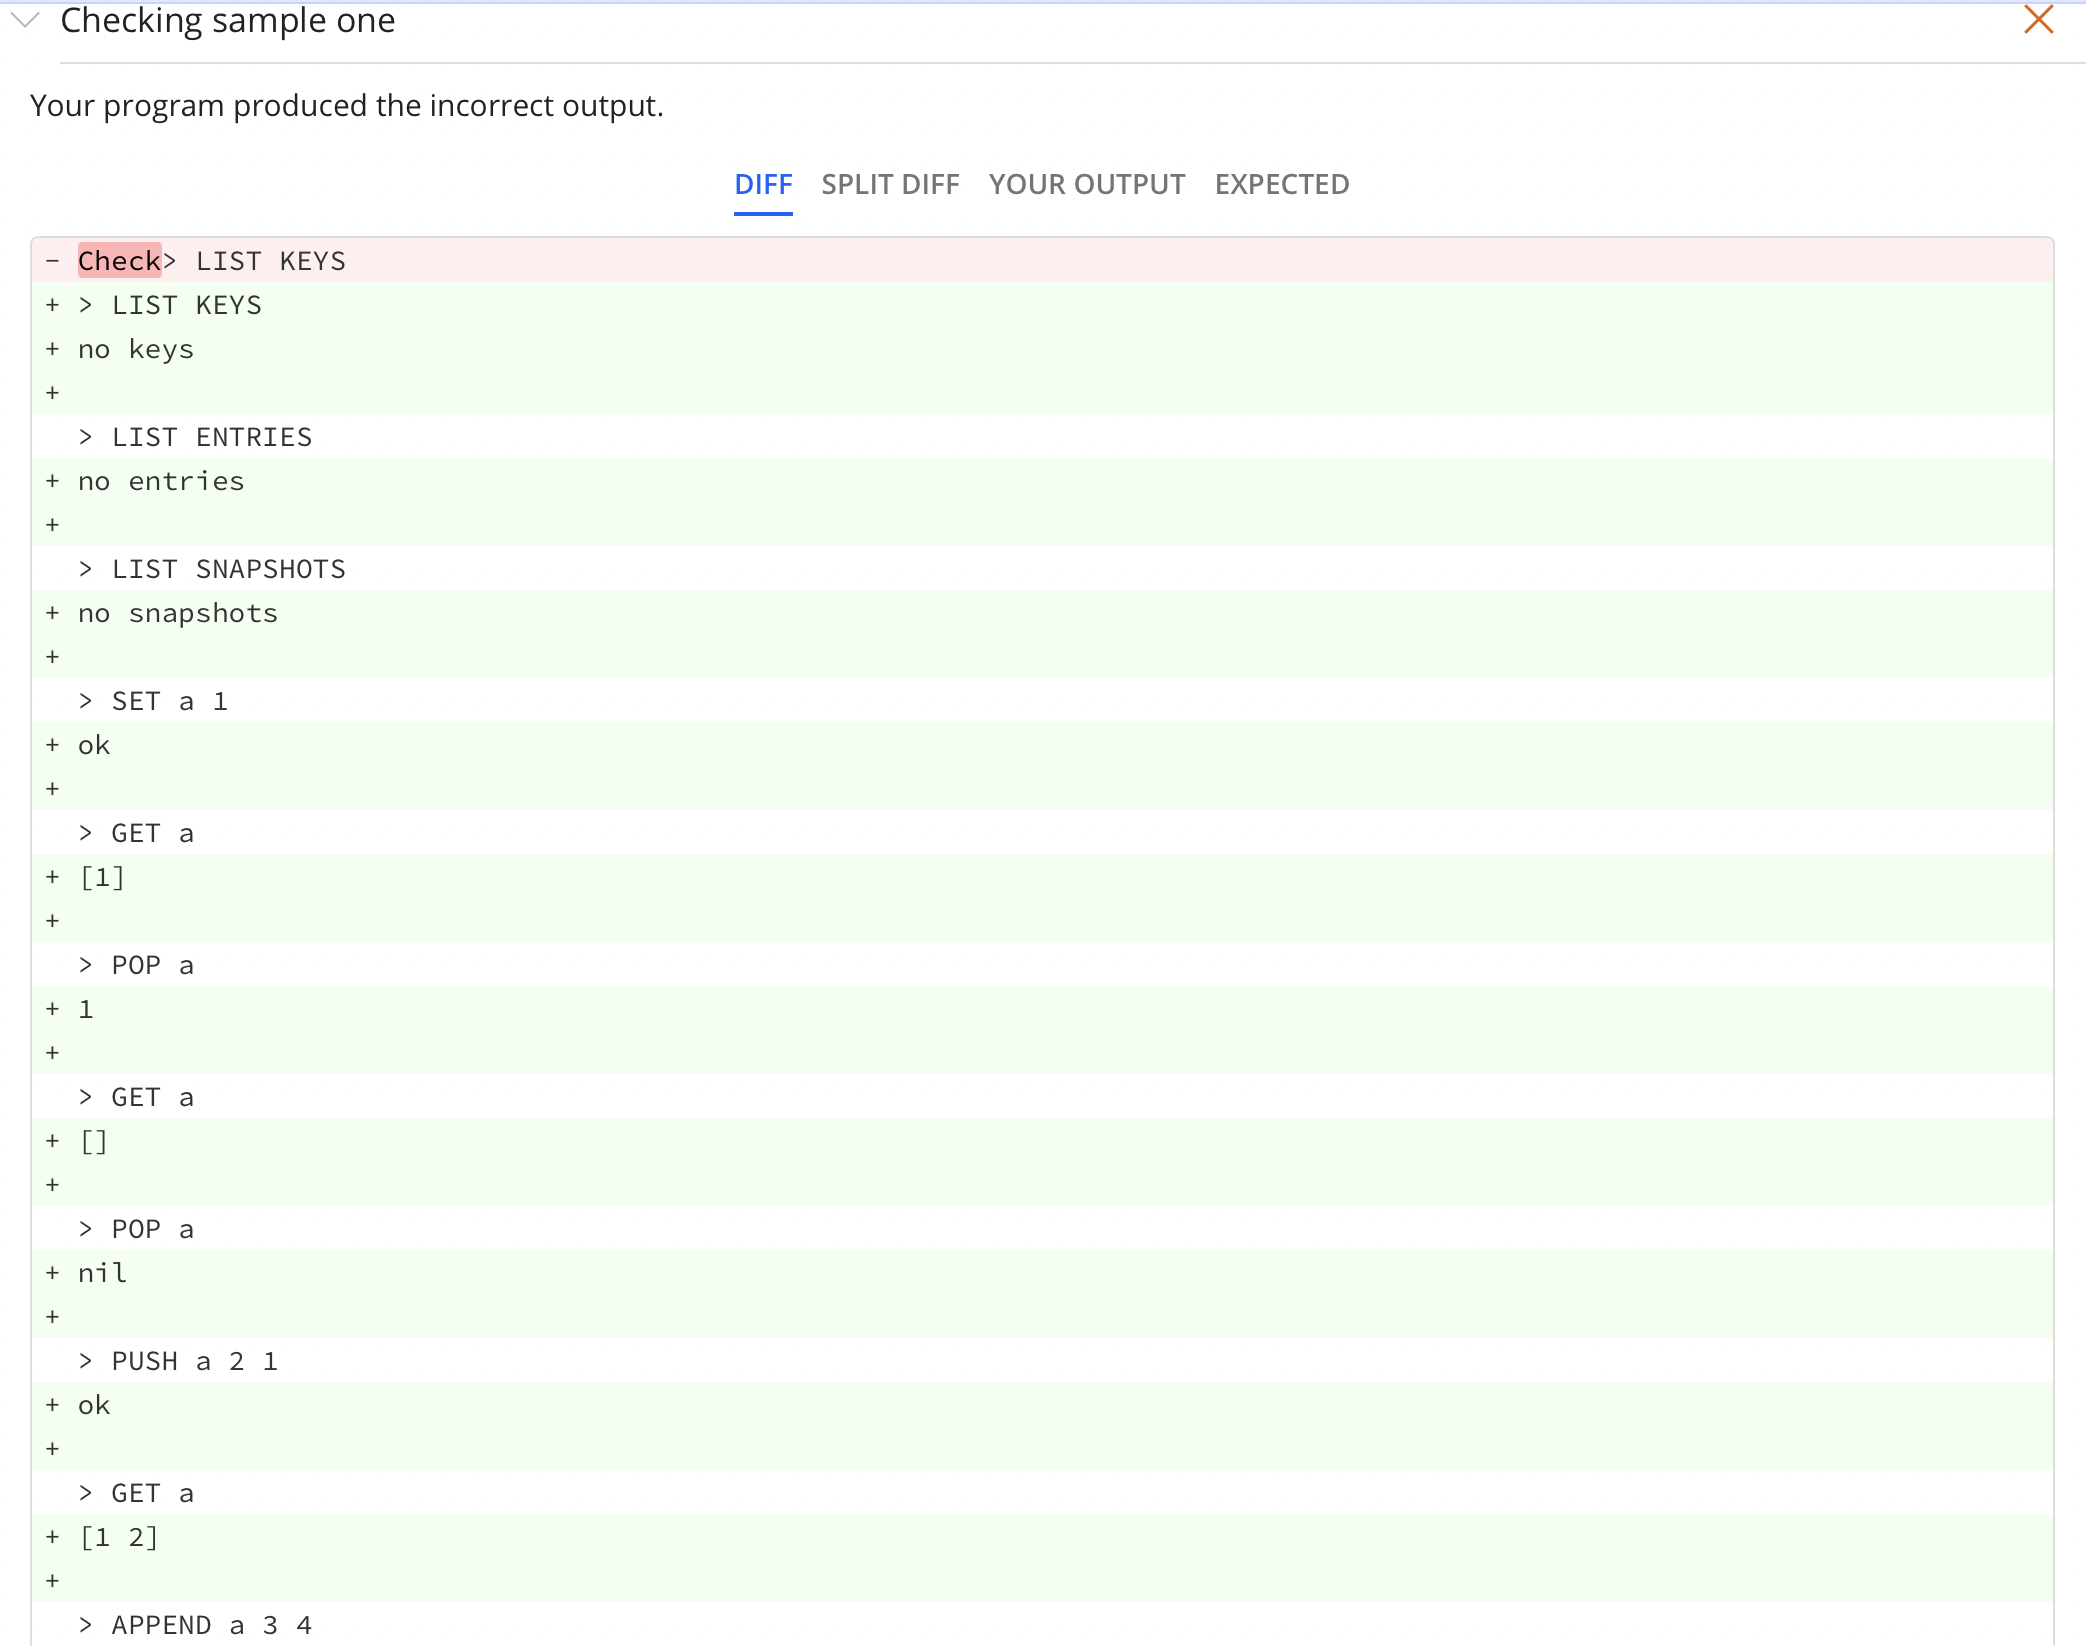 Checking sample one
Your program produced the incorrect output.
DIFF SPLIT DIFF YOUR OUTPUT EXPECTED
- Check> LIST KEYS
+ > LIST KEYS
+ no keys
+
> LIST ENTRIES
+ no entries
+
> LIST SNAPSHOTS
+ no snapshots
+
> SET a 1
+ ok
+
> GET a
+ [1]
+
> POP a
+ 1
+
> GET a
+ []
+
> POP a
+ nil
+
> PUSH a 2 1
+ ok
+
> GET a
+ [1 2]
+
> APPEND a 3 4